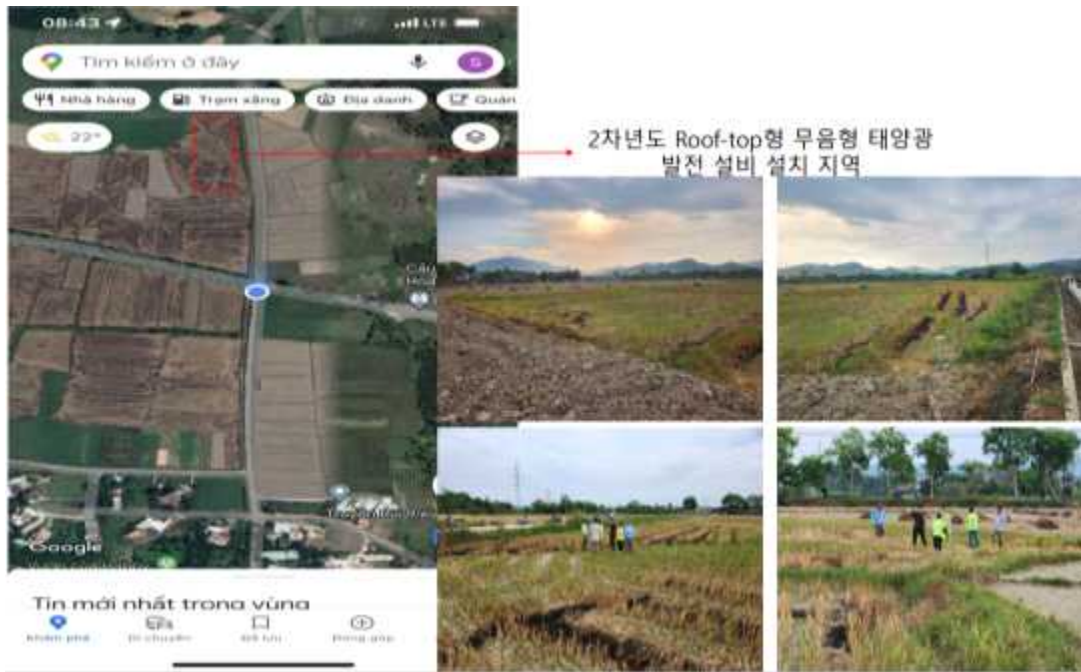 08:43
LTE
Tìm kiếm ở đây
S
Nhà hàng
Trạm xăng
Địa danh
Quán
22°
2차년도 Roof-top형 무음형 태양광
발전 설비 설치 지역
Google
Tin mới nhất trong vùng
Khám phá
Di chuyển
Đã lưu
Đóng góp